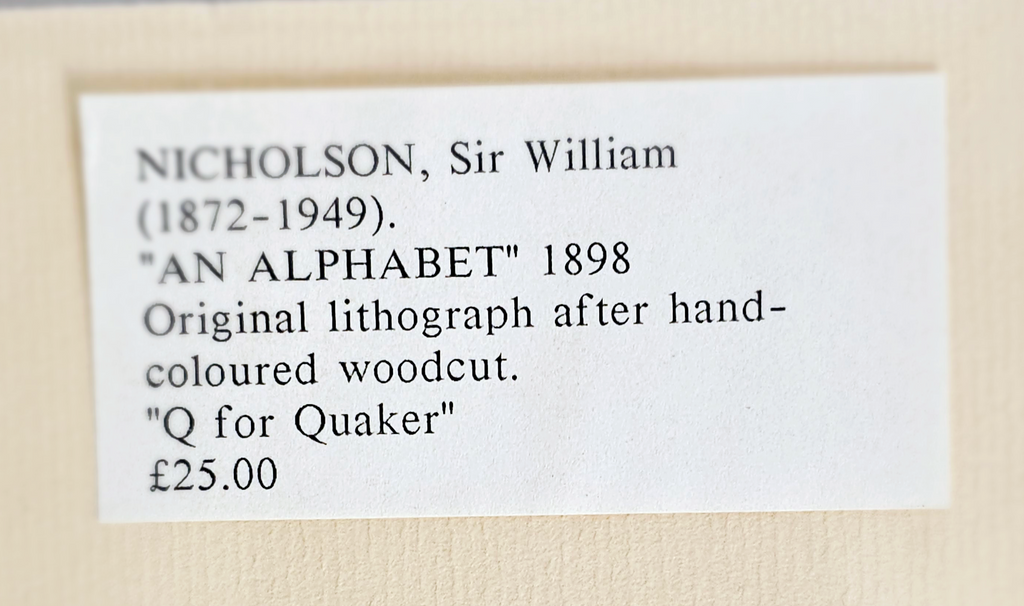 NICHOLSON, Sir William
(1872-1949).
"AN ALPHABET" 1898
Original lithograph after hand-
coloured woodcut.
"Q for Quaker"
£25.00